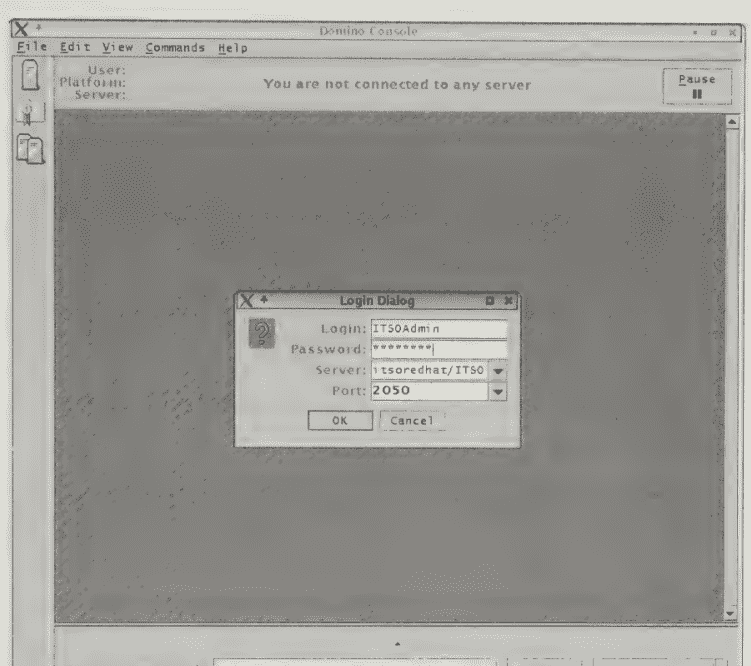 Domino Console
File Edit View Commands Help
User:
Platform:
Server:
You are not connected to any server
Pause
Login Dialog
Login: ITSOAdmin
Password: ********
Server: itsoredhat/ITSO
Port: 2050
OK Cancel